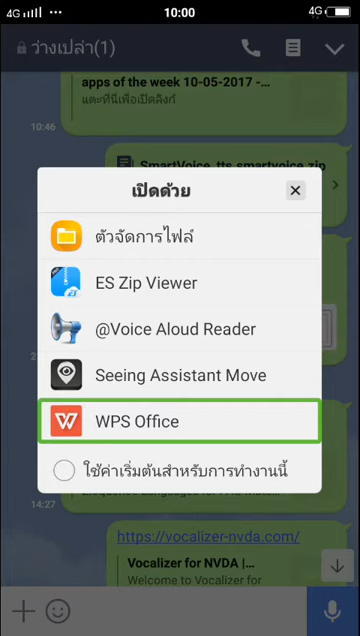 4G 10:00 4G
ว่างเปล่า(1)
apps of the week 10-05-2017 -...
แตะที่นี่เพื่อเปิดลิงก์
10:46
SmartVoice_tts_smartvoice.zip
เปิดด้วย
ตัวจัดการไฟล์
ES Zip Viewer
@Voice Aloud Reader
Seeing Assistant Move
WPS Office
ใช้ค่าเริ่มต้นสำหรับการทำงานนี้
14:27
https://vocalizer-nvda.com/
Vocalizer for NVDA |...
Welcome to Vocalizer for